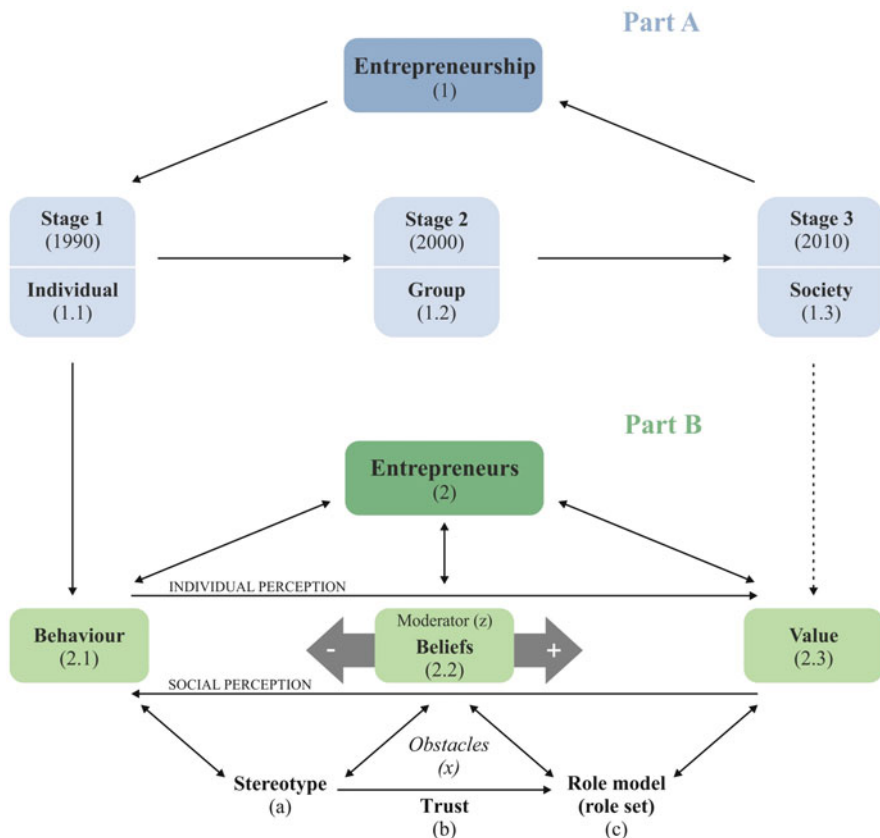 Part A
Entrepreneurship
(1)
Stage 1
(1990)
Individual
(1.1)
Stage 2
(2000)
Group
(1.2)
Stage 3
(2010)
Society
(1.3)
Part B
Entrepreneurs
(2)
INDIVIDUAL PERCEPTION
Behaviour
(2.1)
-
Moderator (z)
Beliefs
(2.2)
+
Value
(2.3)
SOCIAL PERCEPTION
Obstacles
(x)
Stereotype
(a)
Trust
(b)
Role model
(role set)
(c)